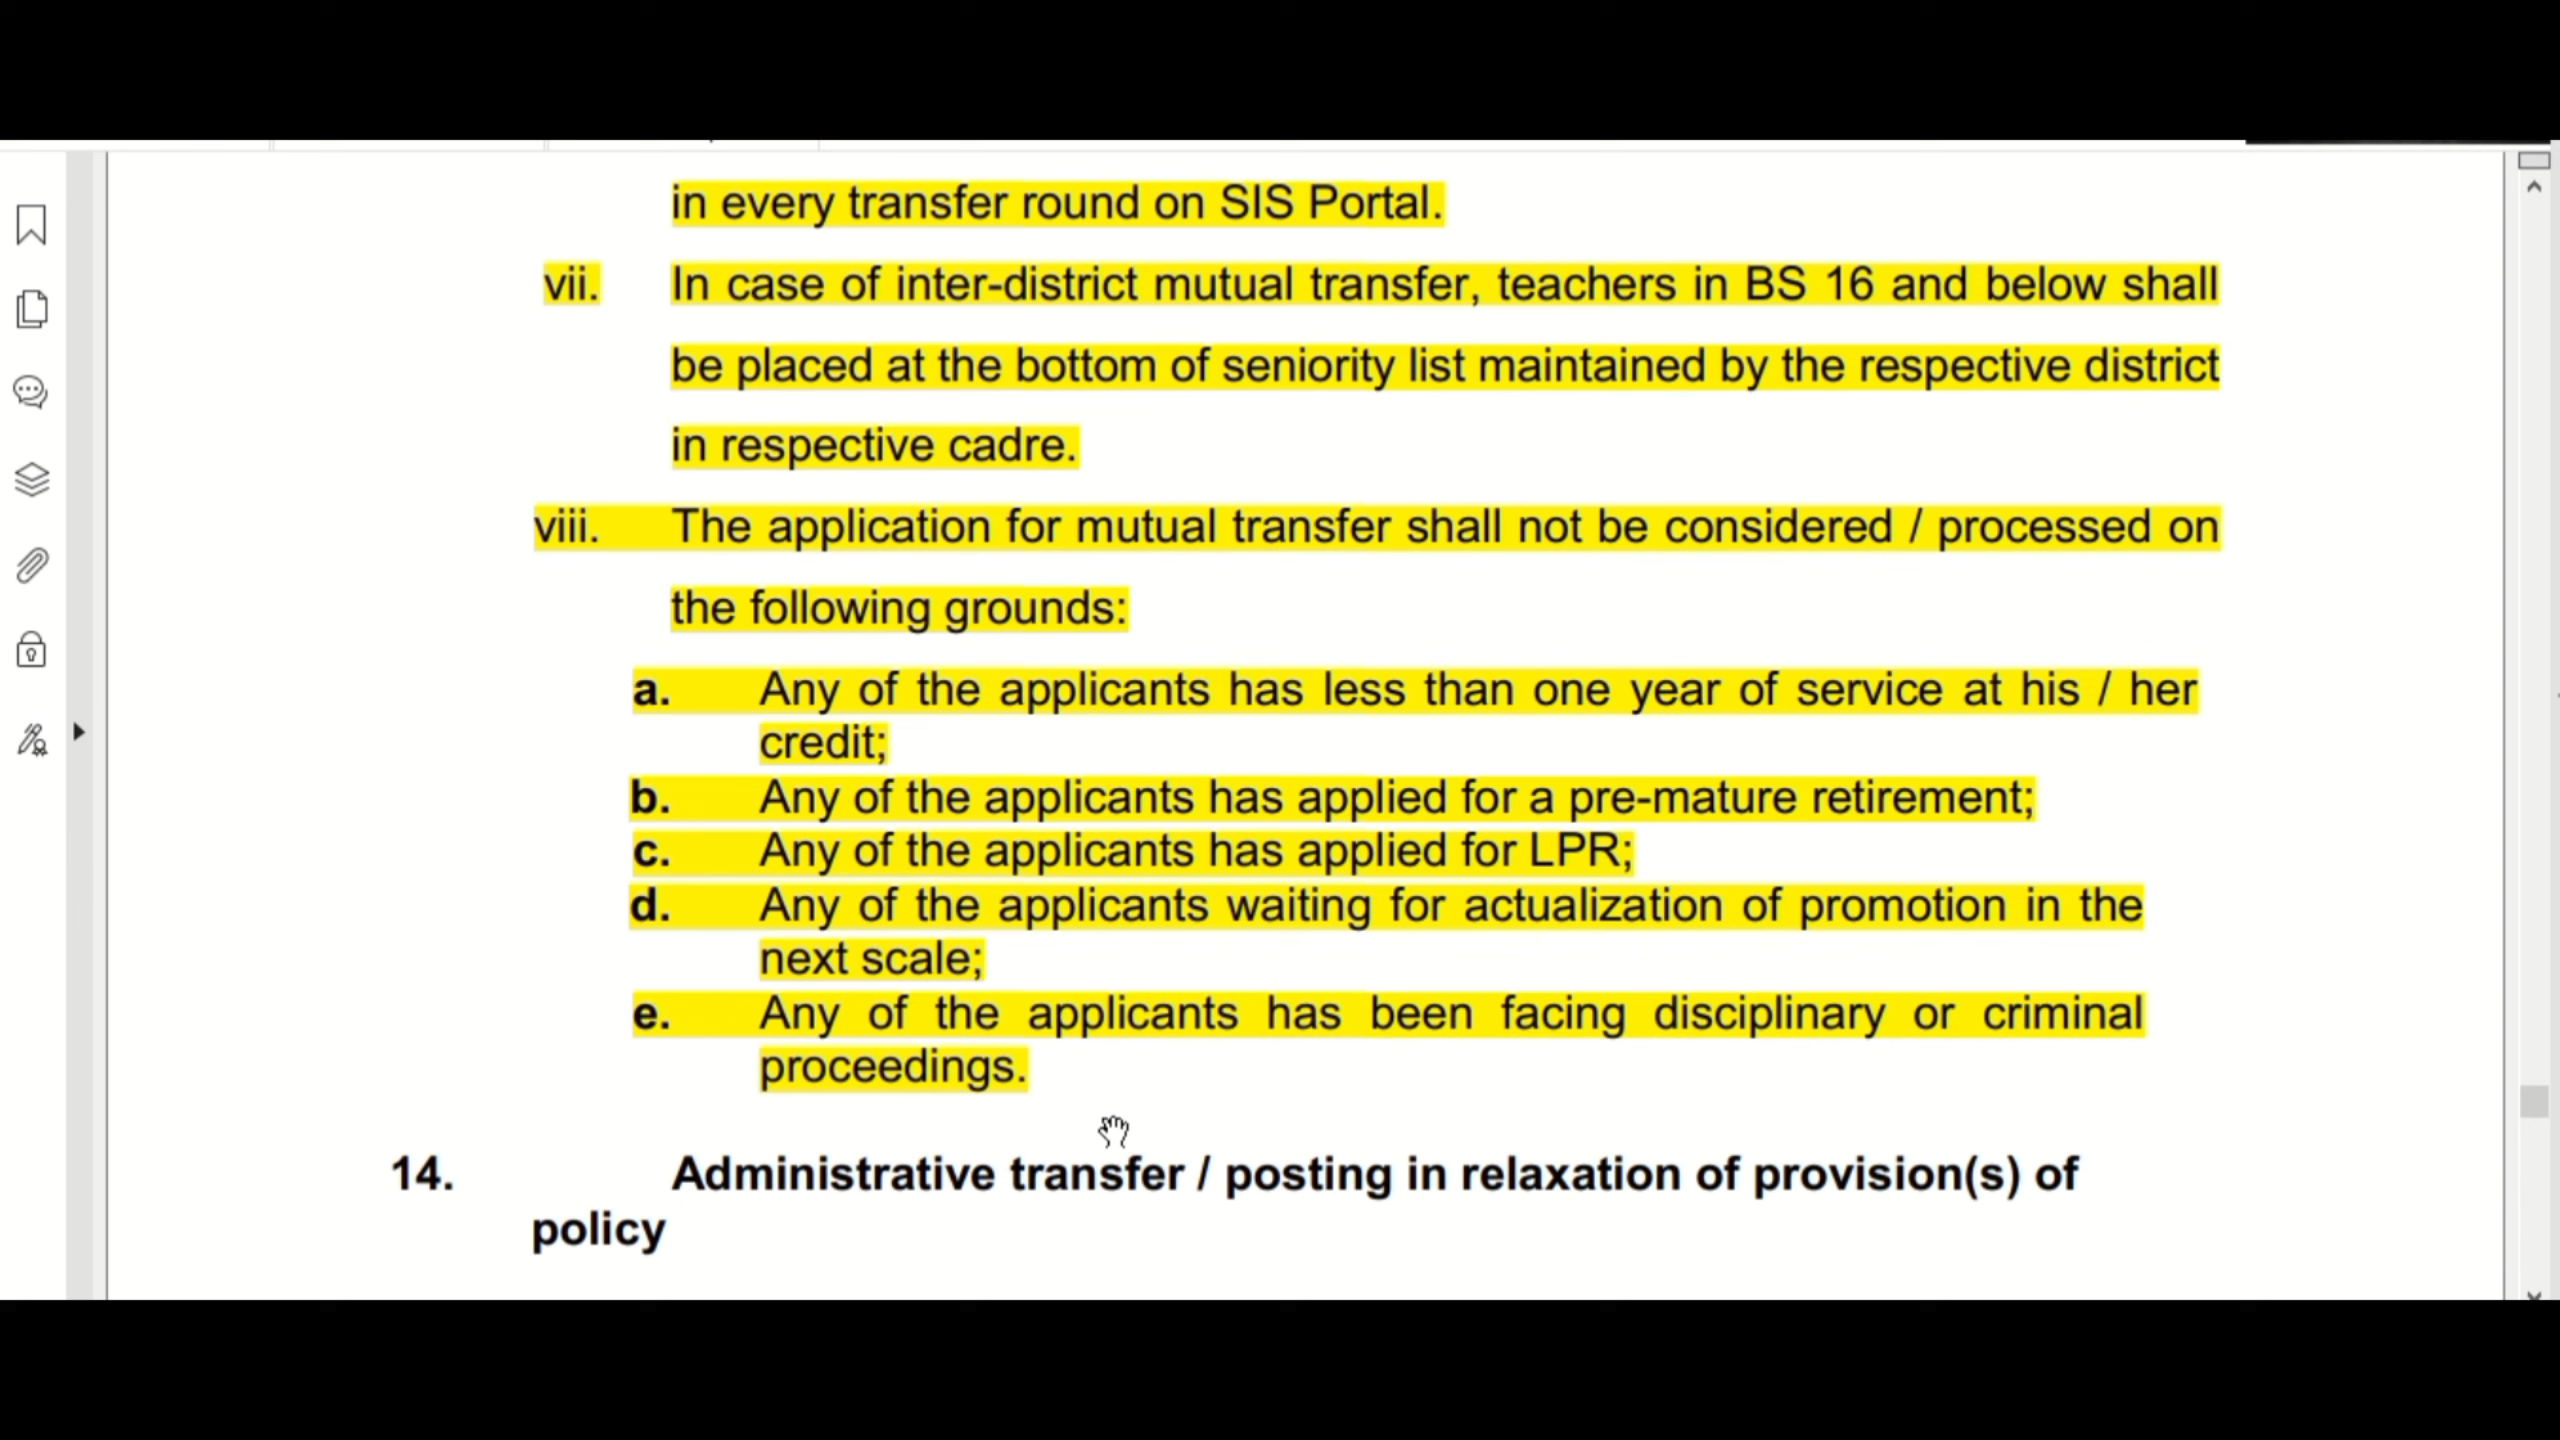 in every transfer round on SIS Portal.
vii. In case of inter-district mutual transfer, teachers in BS 16 and below shall
be placed at the bottom of seniority list maintained by the respective district
in respective cadre.
viii. The application for mutual transfer shall not be considered / processed on
the following grounds:
a. Any of the applicants has less than one year of service at his / her
credit;
b. Any of the applicants has applied for a pre-mature retirement;
c. Any of the applicants has applied for LPR;
d. Any of the applicants waiting for actualization of promotion in the
next scale;
e. Any of the applicants has been facing disciplinary or criminal
proceedings.
14. Administrative transfer / posting in relaxation of provision(s) of
policy